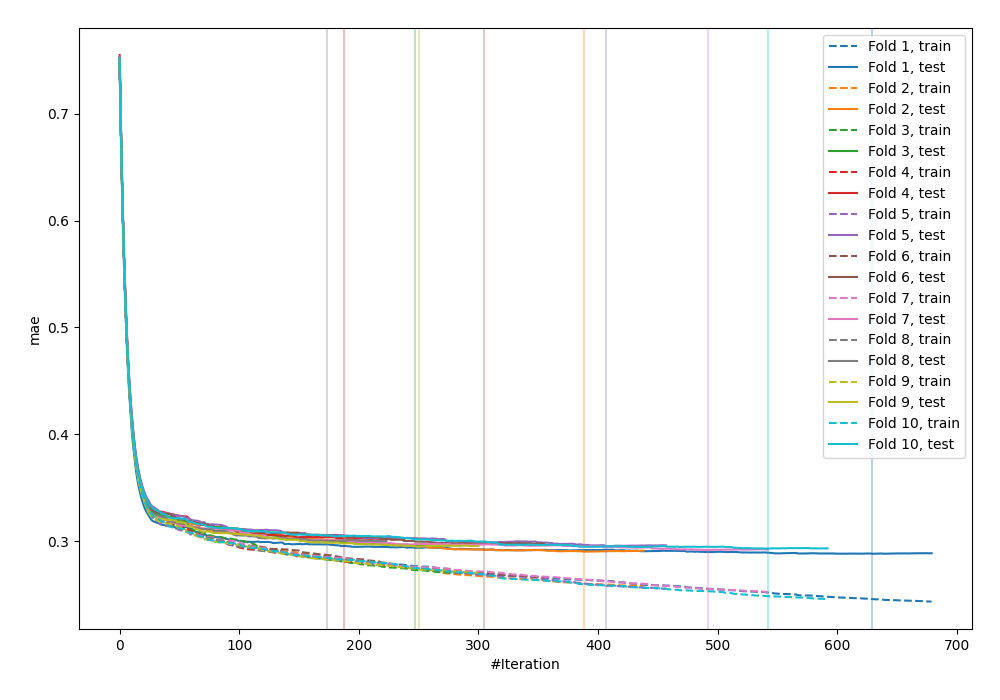 0.7
0.6
0.5
0.4
0.3
mae
0
100
200
300
400
500
600
700
#Iteration
Fold 1, train
Fold 1, test
Fold 2, train
Fold 2, test
Fold 3, train
Fold 3, test
Fold 4, train
Fold 4, test
Fold 5, train
Fold 5, test
Fold 6, train
Fold 6, test
Fold 7, train
Fold 7, test
Fold 8, train
Fold 8, test
Fold 9, train
Fold 9, test
Fold 10, train
Fold 10, test